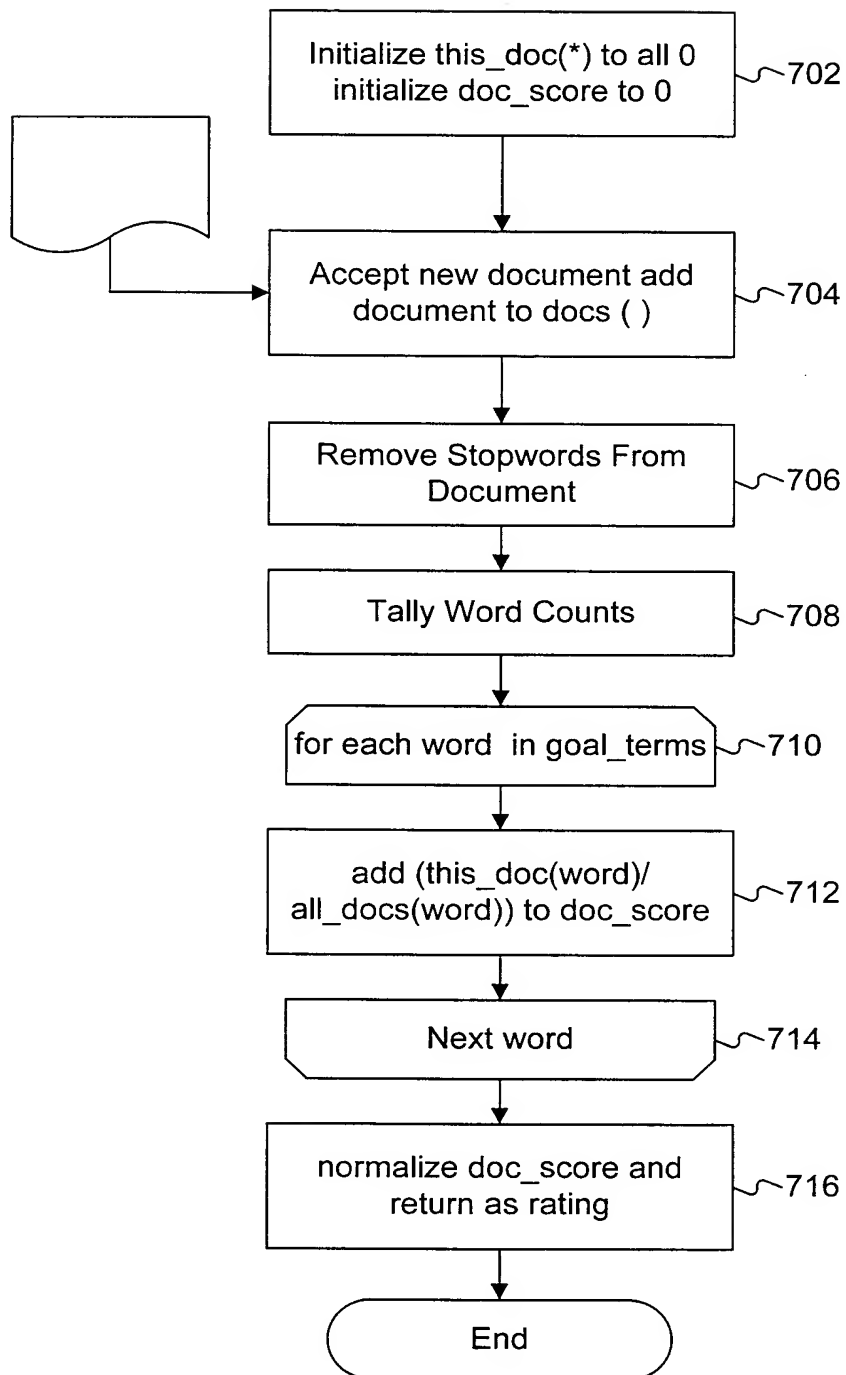 Initialize this_doc(*) to all 0
initialize doc_score to 0
702
Accept new document add
document to docs ( )
704
Remove Stopwords From
Document
706
Tally Word Counts
708
for each word in goal_terms
710
add (this_doc(word)/
all_docs(word)) to doc_score
712
Next word
714
normalize doc_score and
return as rating
716
End